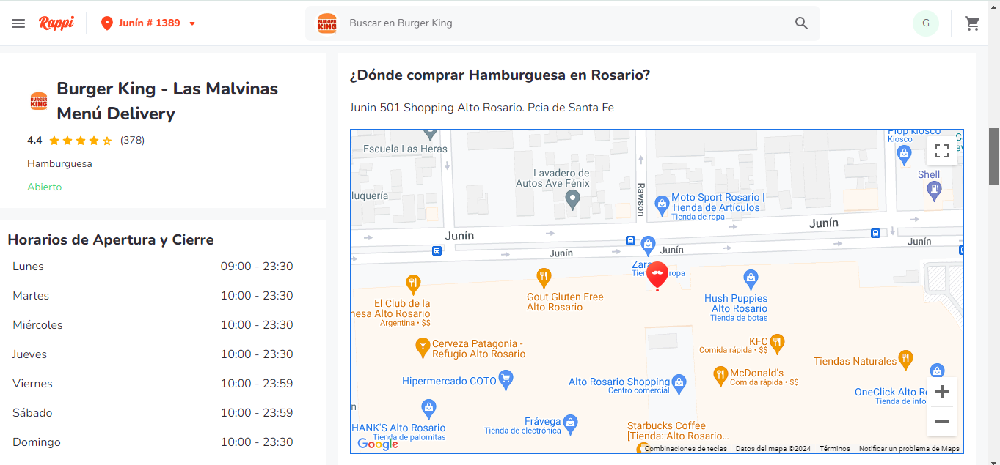 Rappi
Junín # 1389
BURGER KING
Buscar en Burger King
G
BURGER KING
Burger King - Las Malvinas
Menú Delivery
4.4
(378)
Hamburguesa
Abierto
Horarios de Apertura y Cierre
Lunes 09:00 - 23:30
Martes 10:00 - 23:30
Miércoles 10:00 - 23:30
Jueves 10:00 - 23:30
Viernes 10:00 - 23:59
Sábado 10:00 - 23:59
Domingo 10:00 - 23:30
¿Dónde comprar Hamburguesa en Rosario?
Junin 501 Shopping Alto Rosario. Pcia de Santa Fe
Escuela Las Heras
Kiosco
Lavadero de
Autos Ave Fénix
Shell
luquería
Rawson
Moto Sport Rosario |
Tienda de Artículos
Tienda de ropa
Junín
Junín
Junín
Junín
Junín
Zara
ropa
El Club de la
nesa Alto Rosario
Argentina • $$
Gout Gluten Free
Alto Rosario
Hush Puppies
Alto Rosario
Tienda de botas
Cerveza Patagonia -
Refugio Alto Rosario
KFC
Comida rápida • $$
Tiendas Naturales
McDonald's
Comida rápida • $$
Hipermercado COTO
Alto Rosario Shopping
Centro comercial
OneClick Alto Ro
Tienda de infor
HANK'S Alto Rosario
Tienda de palomitas
Frávega
Tienda de electrónica
Starbucks Coffee
[Tienda: Alto Rosario...
Google
Combinaciones de teclas
Datos del mapa ©2024
Términos
Notificar un problema de Maps